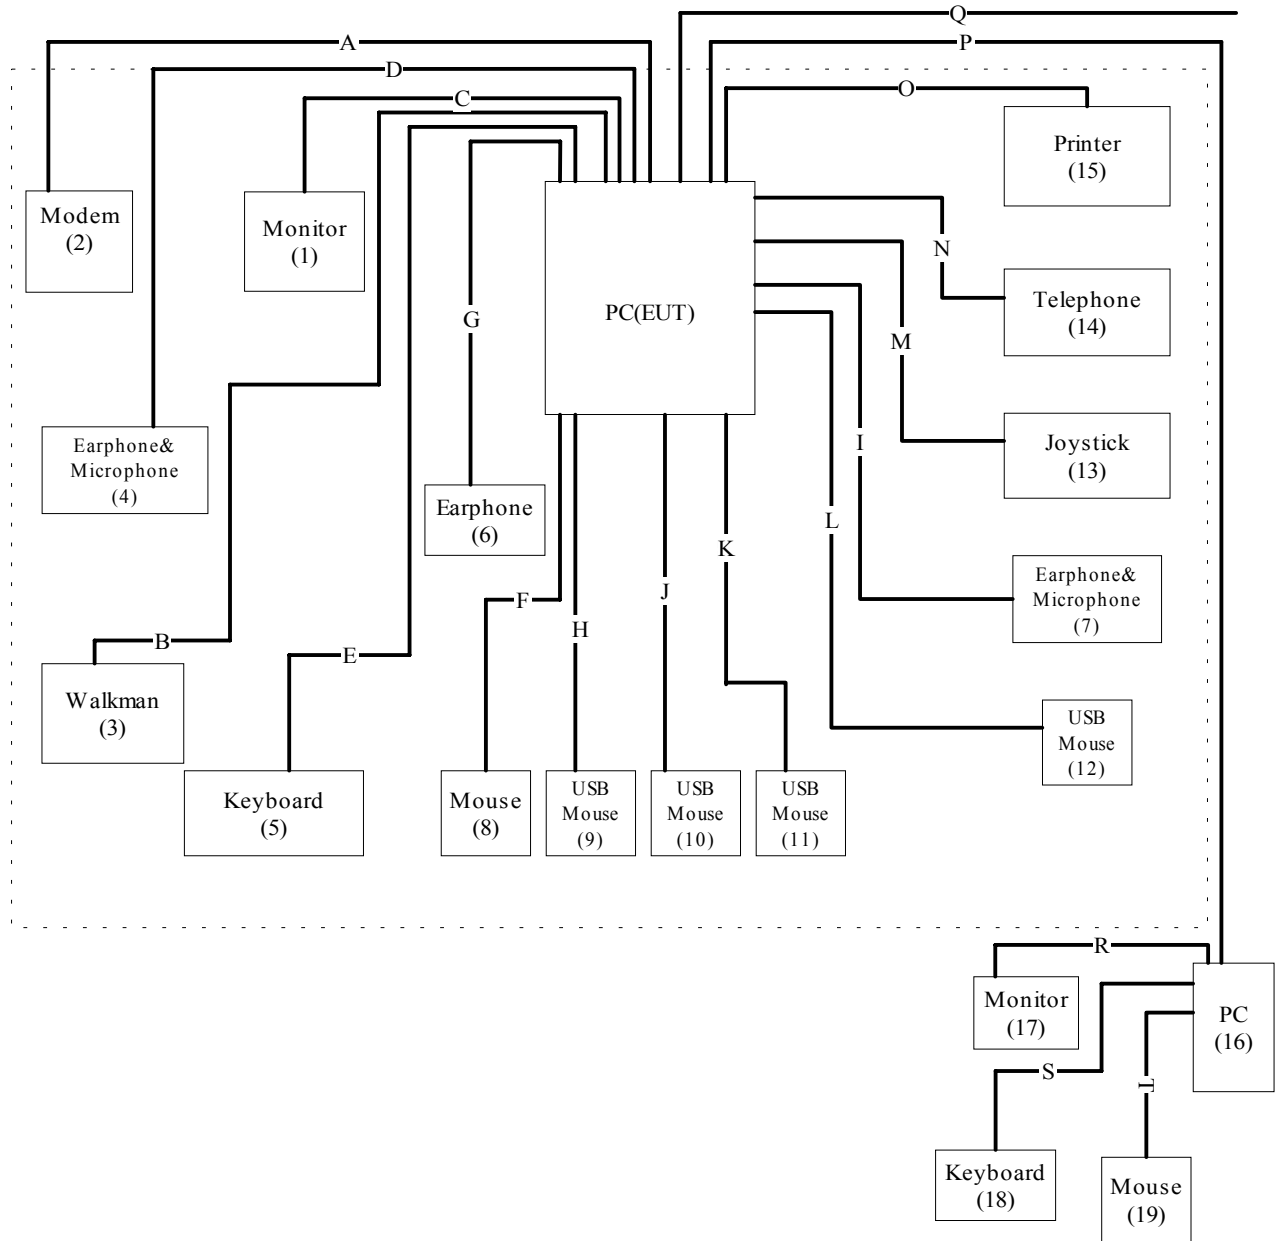 Q
A
P
D
C
O
Printer
(15)
Modem
(2)
Monitor
(1)
N
PC(EUT)
Telephone
(14)
G
M
Earphone&
Microphone
(4)
I
Joystick
(13)
Earphone
(6)
L
K
Earphone&
Microphone
(7)
J
F
H
B
E
Walkman
(3)
USB
Mouse
(12)
Keyboard
(5)
Mouse
(8)
USB
Mouse
(9)
USB
Mouse
(10)
USB
Mouse
(11)
R
Monitor
(17)
PC
(16)
S
T
Keyboard
(18)
Mouse
(19)